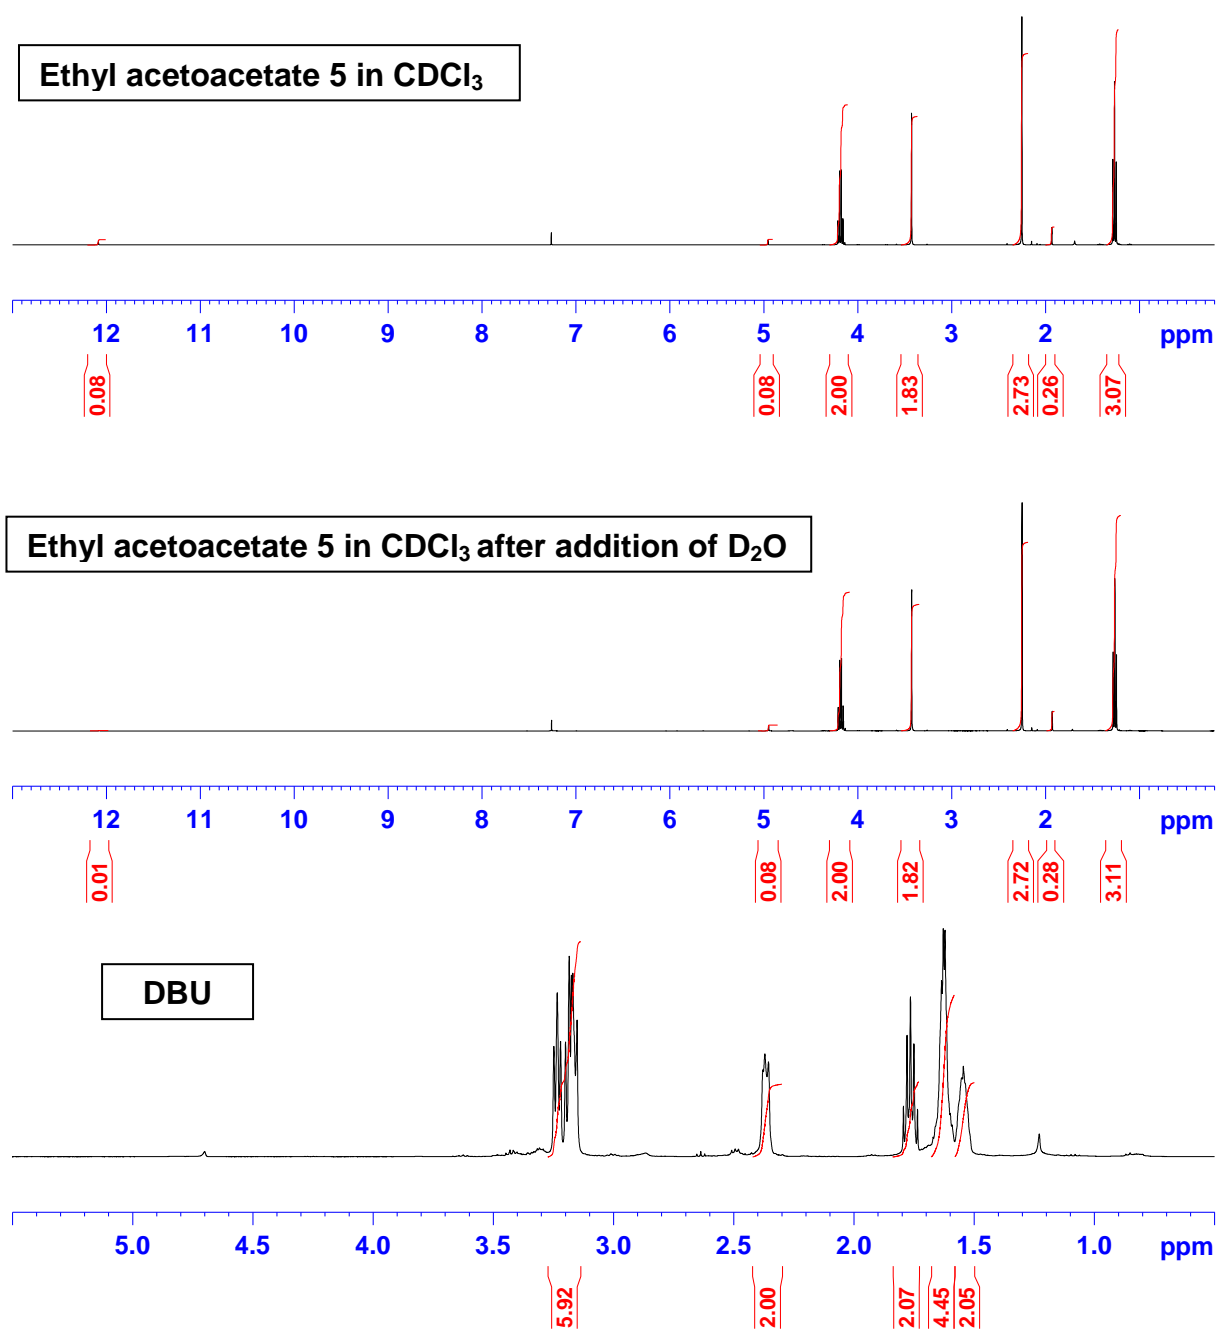 Ethyl acetoacetate 5 in CDCl₃
12 11 10 9 8 7 6 5 4 3 2 ppm
0.08 0.08 2.00 1.83 2.73 0.26 3.07
Ethyl acetoacetate 5 in CDCl₃ after addition of D₂O
12 11 10 9 8 7 6 5 4 3 2 ppm
0.01 0.08 2.00 1.82 2.72 0.28 3.11
DBU
5.0 4.5 4.0 3.5 3.0 2.5 2.0 1.5 1.0 ppm
5.92 2.00 2.07 4.45 2.05